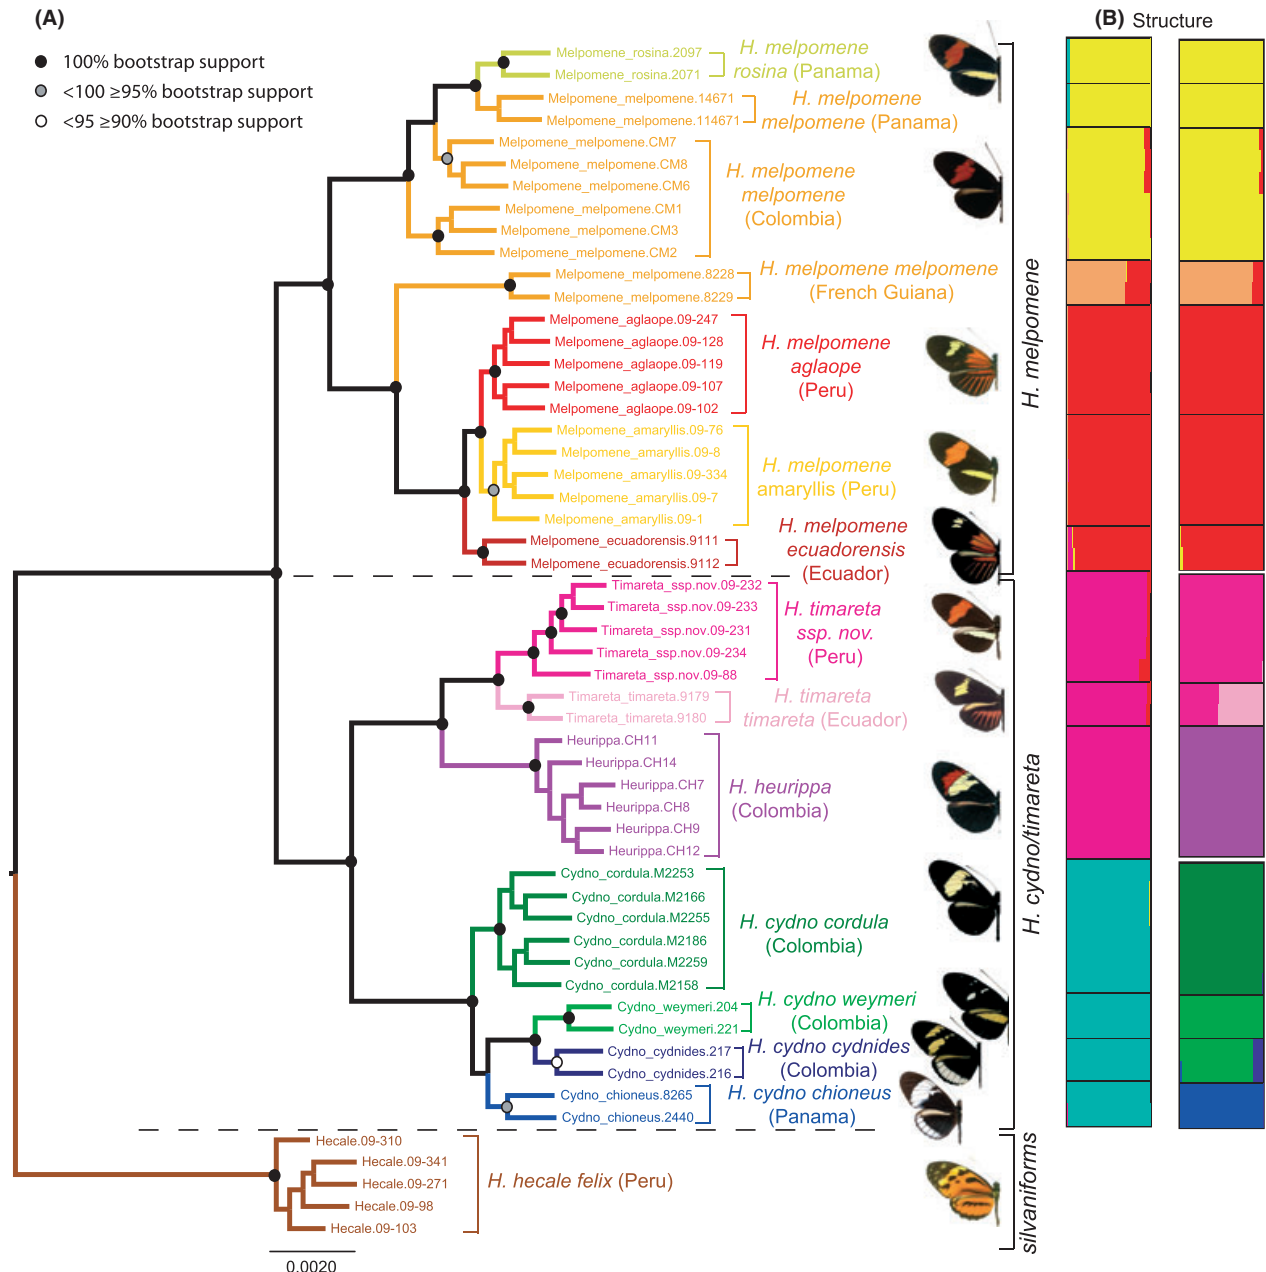 (A)
100% bootstrap support
<100 ≥95% bootstrap support
<95 ≥90% bootstrap support
Melpomene_rosina.2097
Melpomene_rosina.2071
H. melpomene
rosina (Panama)
Melpomene_melpomene.14671
Melpomene_melpomene.114671
H. melpomene
melpomene (Panama)
Melpomene_melpomene.CM7
Melpomene_melpomene.CM8
Melpomene_melpomene.CM6
Melpomene_melpomene.CM1
Melpomene_melpomene.CM3
Melpomene_melpomene.CM2
H. melpomene
melpomene
(Colombia)
Melpomene_melpomene.8228
Melpomene_melpomene.8229
H. melpomene melpomene
(French Guiana)
Melpomene_aglaope.09-247
Melpomene_aglaope.09-128
Melpomene_aglaope.09-119
Melpomene_aglaope.09-107
Melpomene_aglaope.09-102
H. melpomene
aglaope
(Peru)
Melpomene_amaryllis.09-76
Melpomene_amaryllis.09-8
Melpomene_amaryllis.09-334
Melpomene_amaryllis.09-7
Melpomene_amaryllis.09-1
H. melpomene
amaryllis (Peru)
Melpomene_ecuadorensis.9111
Melpomene_ecuadorensis.9112
H. melpomene
ecuadorensis
(Ecuador)
H. melpomene
Timareta_ssp.nov.09-232
Timareta_ssp.nov.09-233
Timareta_ssp.nov.09-231
Timareta_ssp.nov.09-234
Timareta_ssp.nov.09-88
H. timareta
ssp. nov.
(Peru)
Timareta_timareta.9179
Timareta_timareta.9180
H. timareta
timareta (Ecuador)
Heurippa.CH11
Heurippa.CH14
Heurippa.CH7
Heurippa.CH8
Heurippa.CH9
Heurippa.CH12
H. heurippa
(Colombia)
Cydno_cordula.M2253
Cydno_cordula.M2166
Cydno_cordula.M2255
Cydno_cordula.M2186
Cydno_cordula.M2259
Cydno_cordula.M2158
H. cydno cordula
(Colombia)
Cydno_weymeri.204
Cydno_weymeri.221
H. cydno weymeri
(Colombia)
Cydno_cydnides.217
Cydno_cydnides.216
H. cydno cydnides
(Colombia)
Cydno_chioneus.8265
Cydno_chioneus.2440
H. cydno chioneus
(Panama)
H. cydno/timareta
Hecale.09-310
Hecale.09-341
Hecale.09-271
Hecale.09-98
Hecale.09-103
H. hecale felix (Peru)
silvaniforms
0.0020
(B) Structure